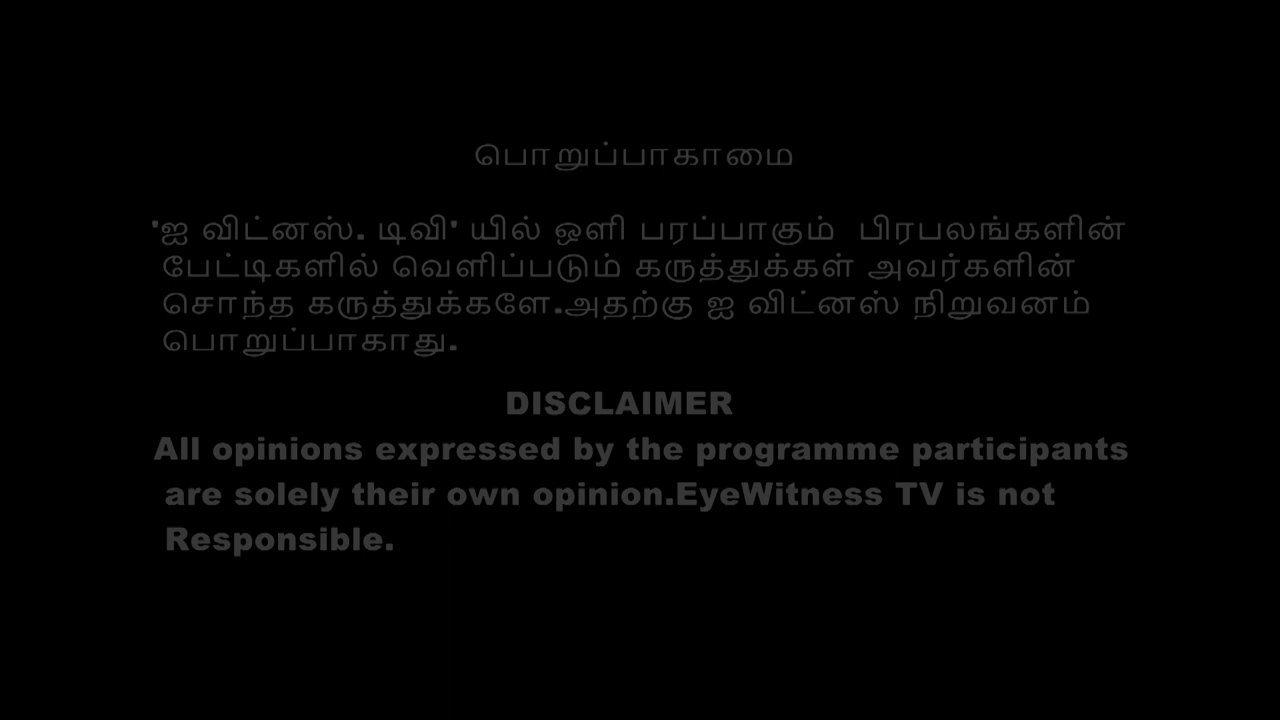 பொறுப்பாகாமை
'ஐ விட்னஸ். டிவி' யில் ஒளி பரப்பாகும் பிரபலங்களின்
பேட்டிகளில் வெளிப்படும் கருத்துக்கள் அவர்களின்
சொந்த கருத்துக்களே.அதற்கு ஐ விட்னஸ் நிறுவனம்
பொறுப்பாகாது.
DISCLAIMER
All opinions expressed by the programme participants
are solely their own opinion.EyeWitness TV is not
Responsible.